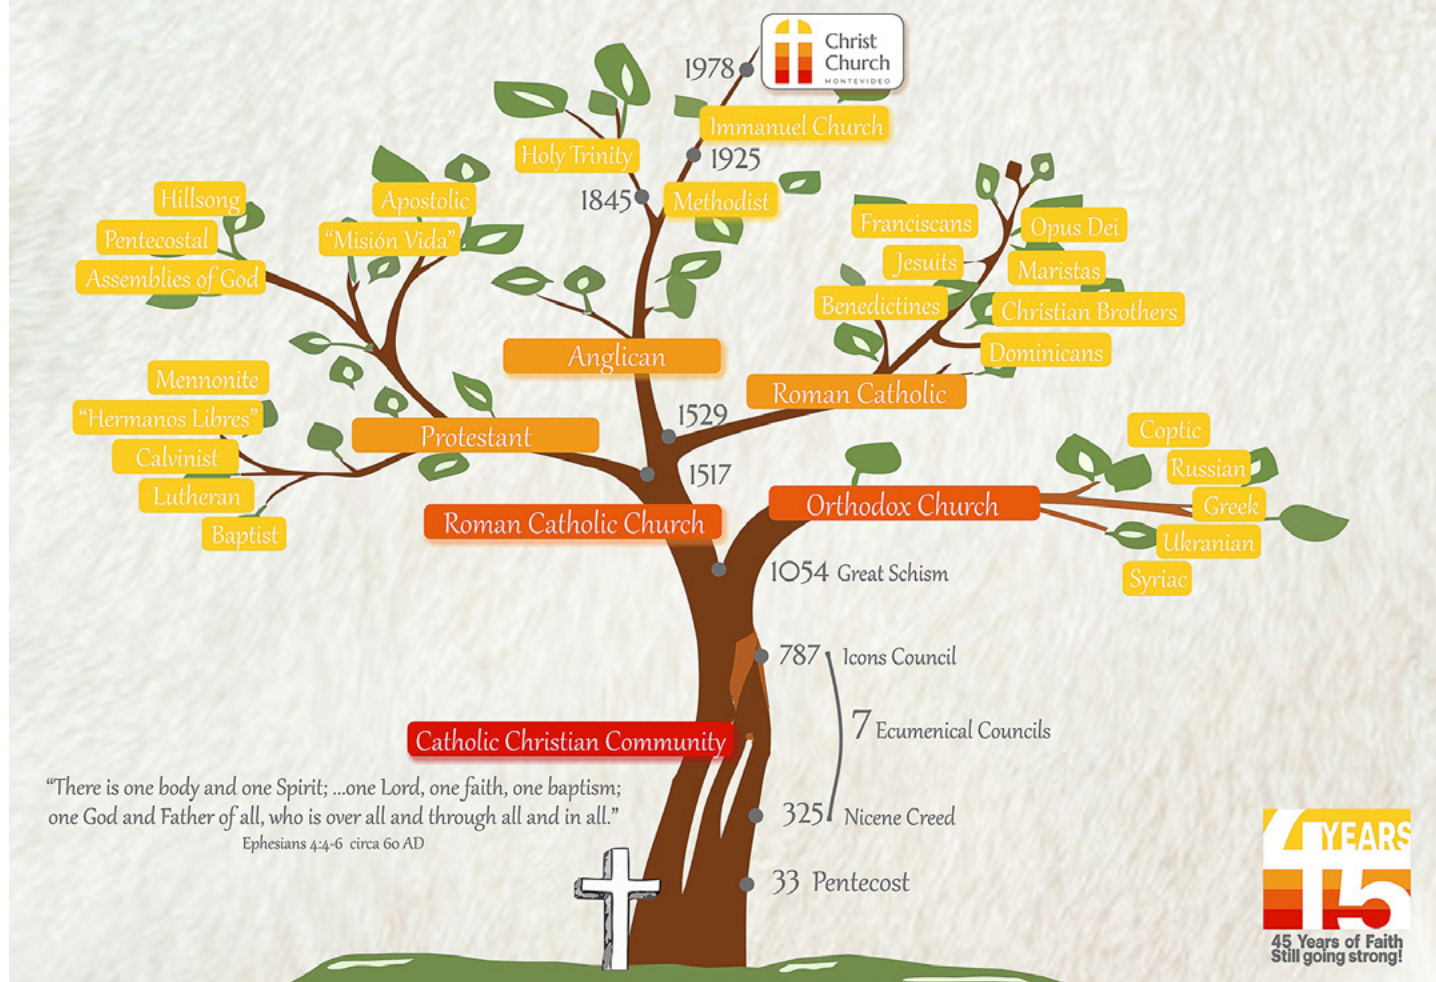 Christ
Church
MONTEVIDEO
1978
Immanuel Church
1925
Holy Trinity
1845
Methodist
Hillsong
Pentecostal
Assemblies of God
Apostolic
“Misión Vida”
Franciscans
Jesuits
Benedictines
Opus Dei
Maristas
Christian Brothers
Dominicans
Anglican
Roman Catholic
1529
Mennonite
“Hermanos Libres”
Calvinist
Lutheran
Baptist
Protestant
1517
Coptic
Russian
Greek
Ukranian
Syriac
Roman Catholic Church
Orthodox Church
1054 Great Schism
787 Icons Council
7 Ecumenical Councils
Catholic Christian Community
“There is one body and one Spirit; ...one Lord, one faith, one baptism;
one God and Father of all, who is over all and through all and in all.”
Ephesians 4:4-6 circa 60 AD
325 Nicene Creed
33 Pentecost
45 YEARS
45 Years of Faith
Still going strong!